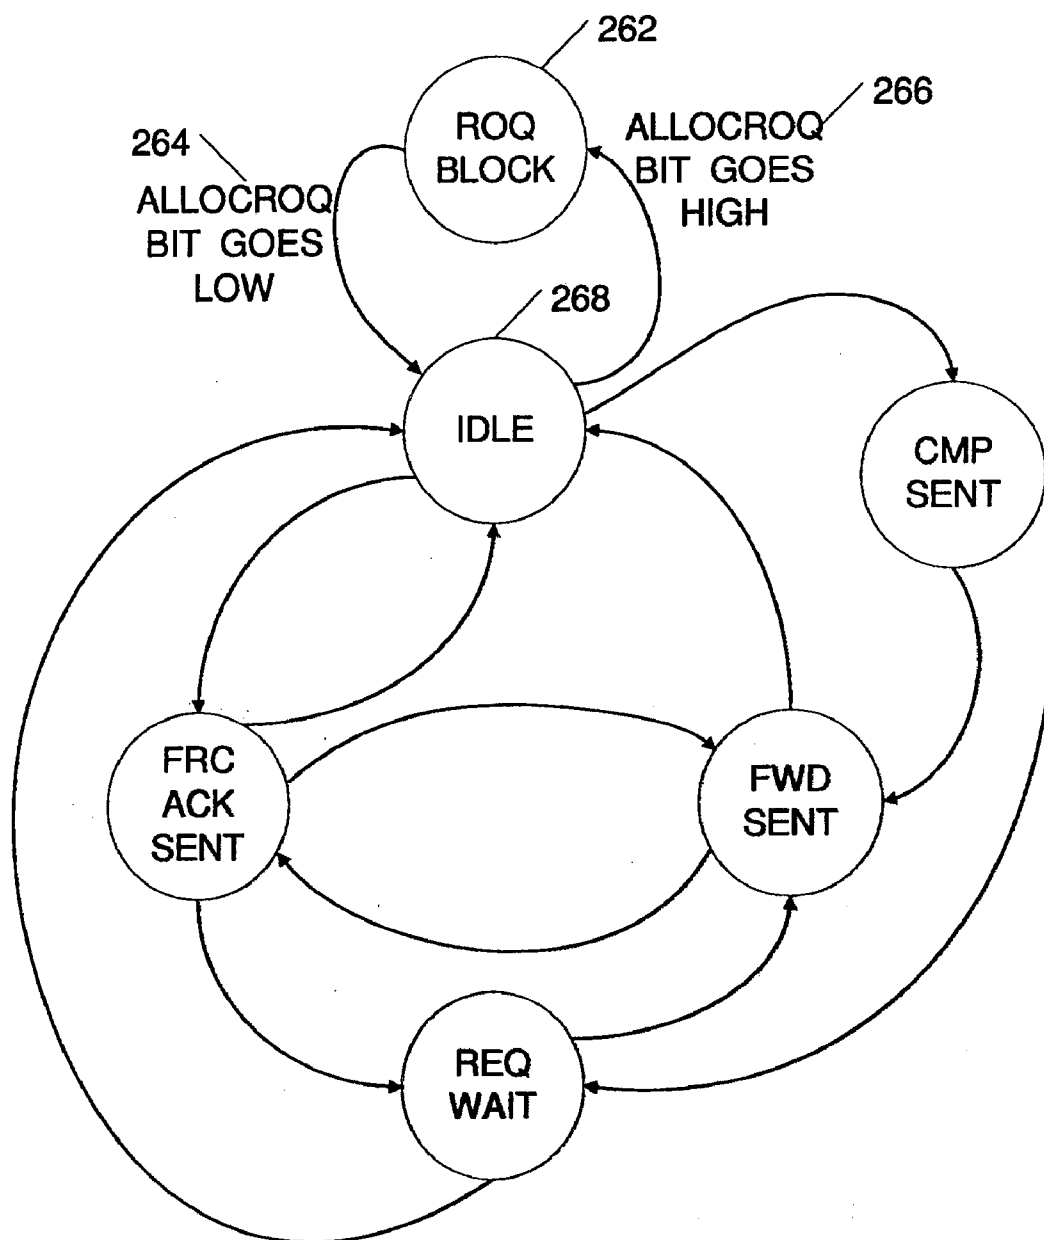 262
ROQ
BLOCK
266
ALLOCROQ
BIT GOES
HIGH
264
ALLOCROQ
BIT GOES
LOW
268
IDLE
CMP
SENT
FRC
ACK
SENT
FWD
SENT
REQ
WAIT